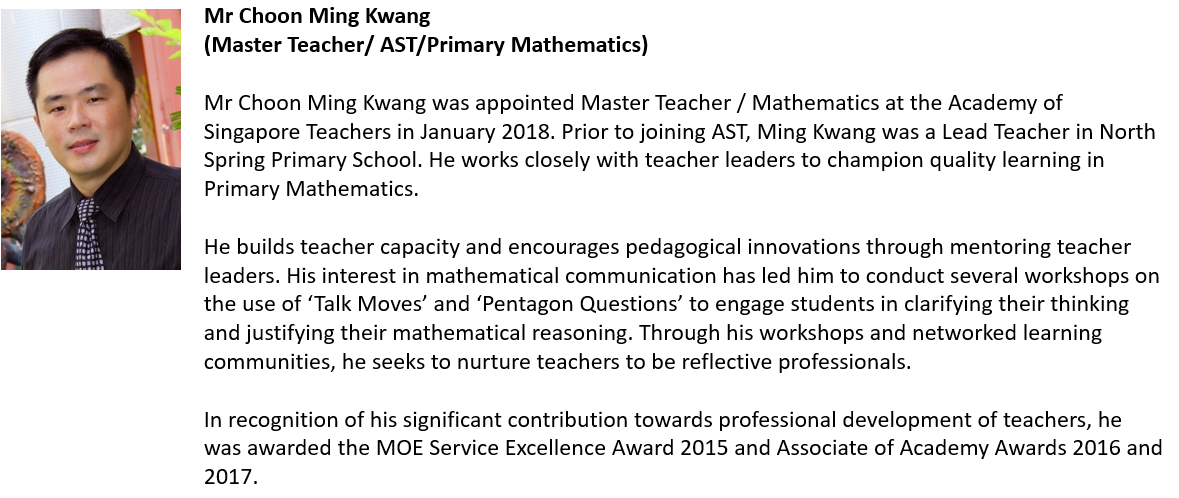 Mr Choon Ming Kwang
(Master Teacher/ AST/Primary Mathematics)
Mr Choon Ming Kwang was appointed Master Teacher / Mathematics at the Academy of
Singapore Teachers in January 2018. Prior to joining AST, Ming Kwang was a Lead Teacher in North
Spring Primary School. He works closely with teacher leaders to champion quality learning in
Primary Mathematics.
He builds teacher capacity and encourages pedagogical innovations through mentoring teacher
leaders. His interest in mathematical communication has led him to conduct several workshops on
the use of ‘Talk Moves’ and ‘Pentagon Questions’ to engage students in clarifying their thinking
and justifying their mathematical reasoning. Through his workshops and networked learning
communities, he seeks to nurture teachers to be reflective professionals.
In recognition of his significant contribution towards professional development of teachers, he
was awarded the MOE Service Excellence Award 2015 and Associate of Academy Awards 2016 and
2017.